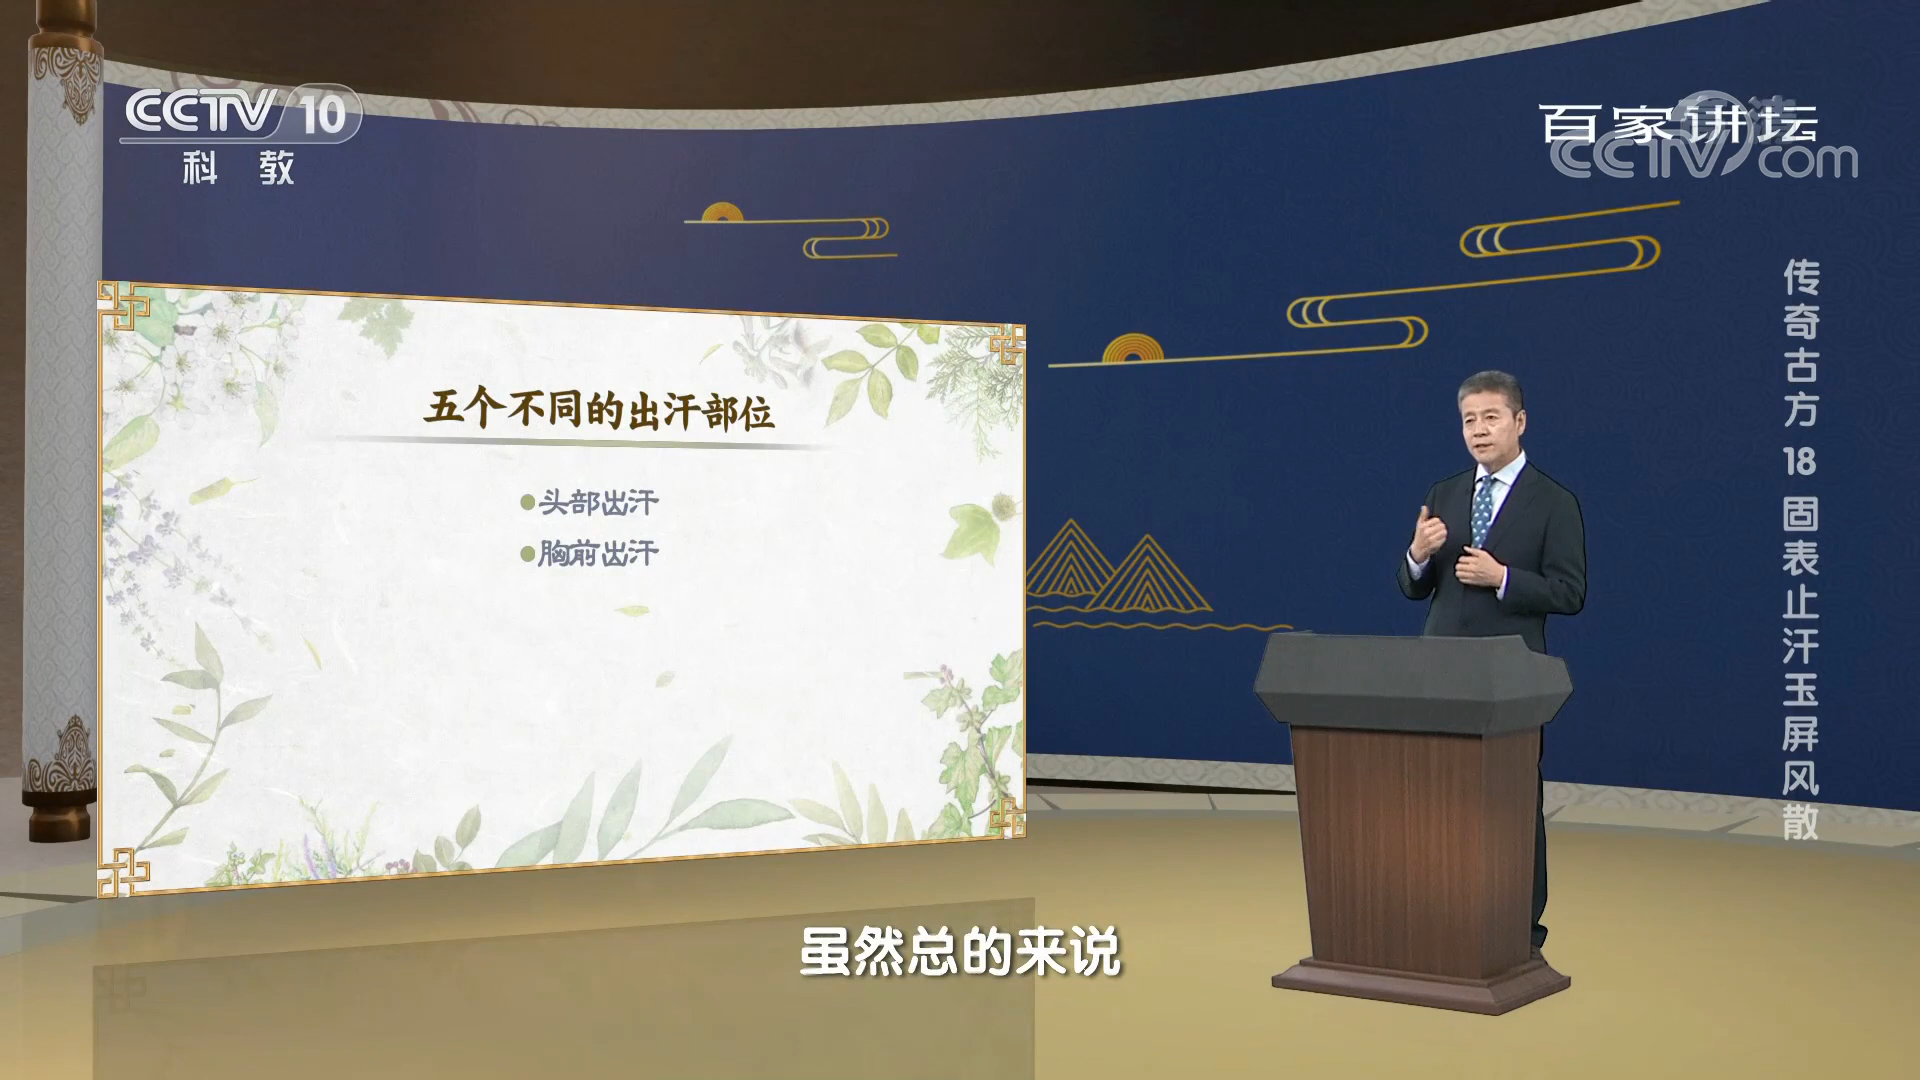 CCTV 10
科 教
百家讲坛
CCTV.com
传奇古方 18 固表止汗玉屏风散
五个不同的出汗部位
●头部出汗
●胸前出汗
虽然总的来说